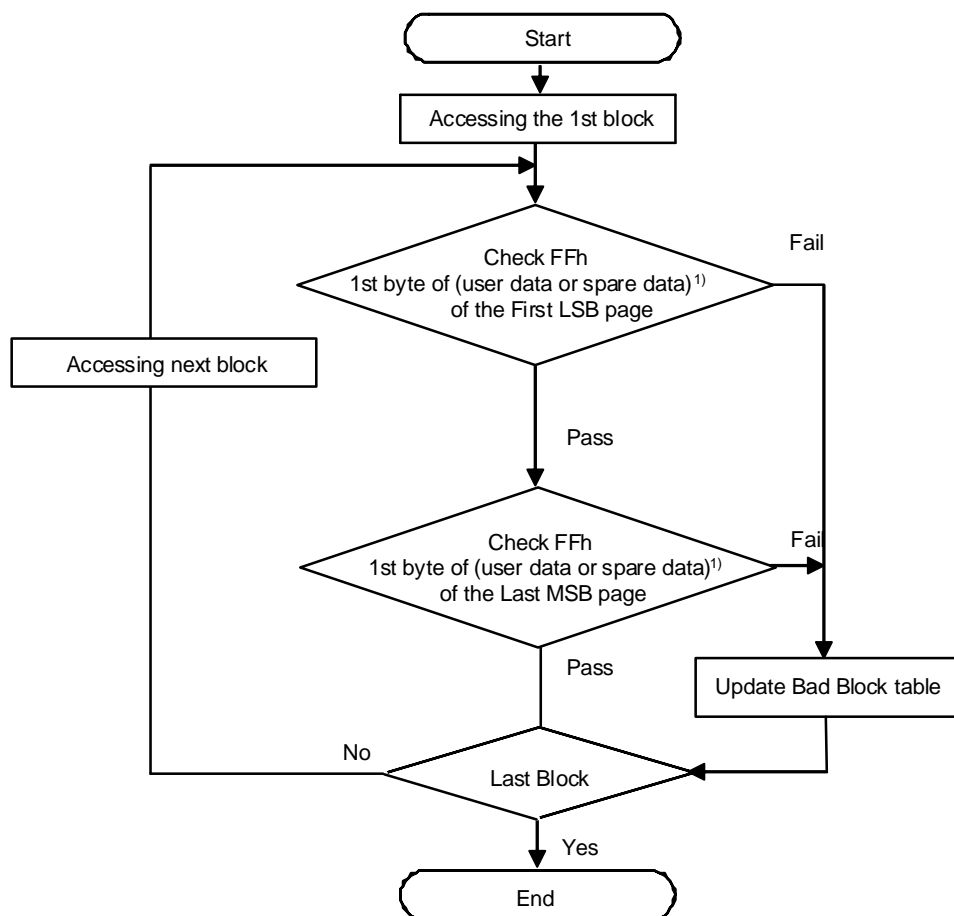 Start
Accessing the 1st block
Fail
Check FFh
1st byte of (user data or spare data)1)
of the First LSB page
Accessing next block
Pass
Check FFh
Fail
1st byte of (user data or spare data)1)
of the Last MSB page
Pass
Update Bad Block table
No
Last Block
Yes
End